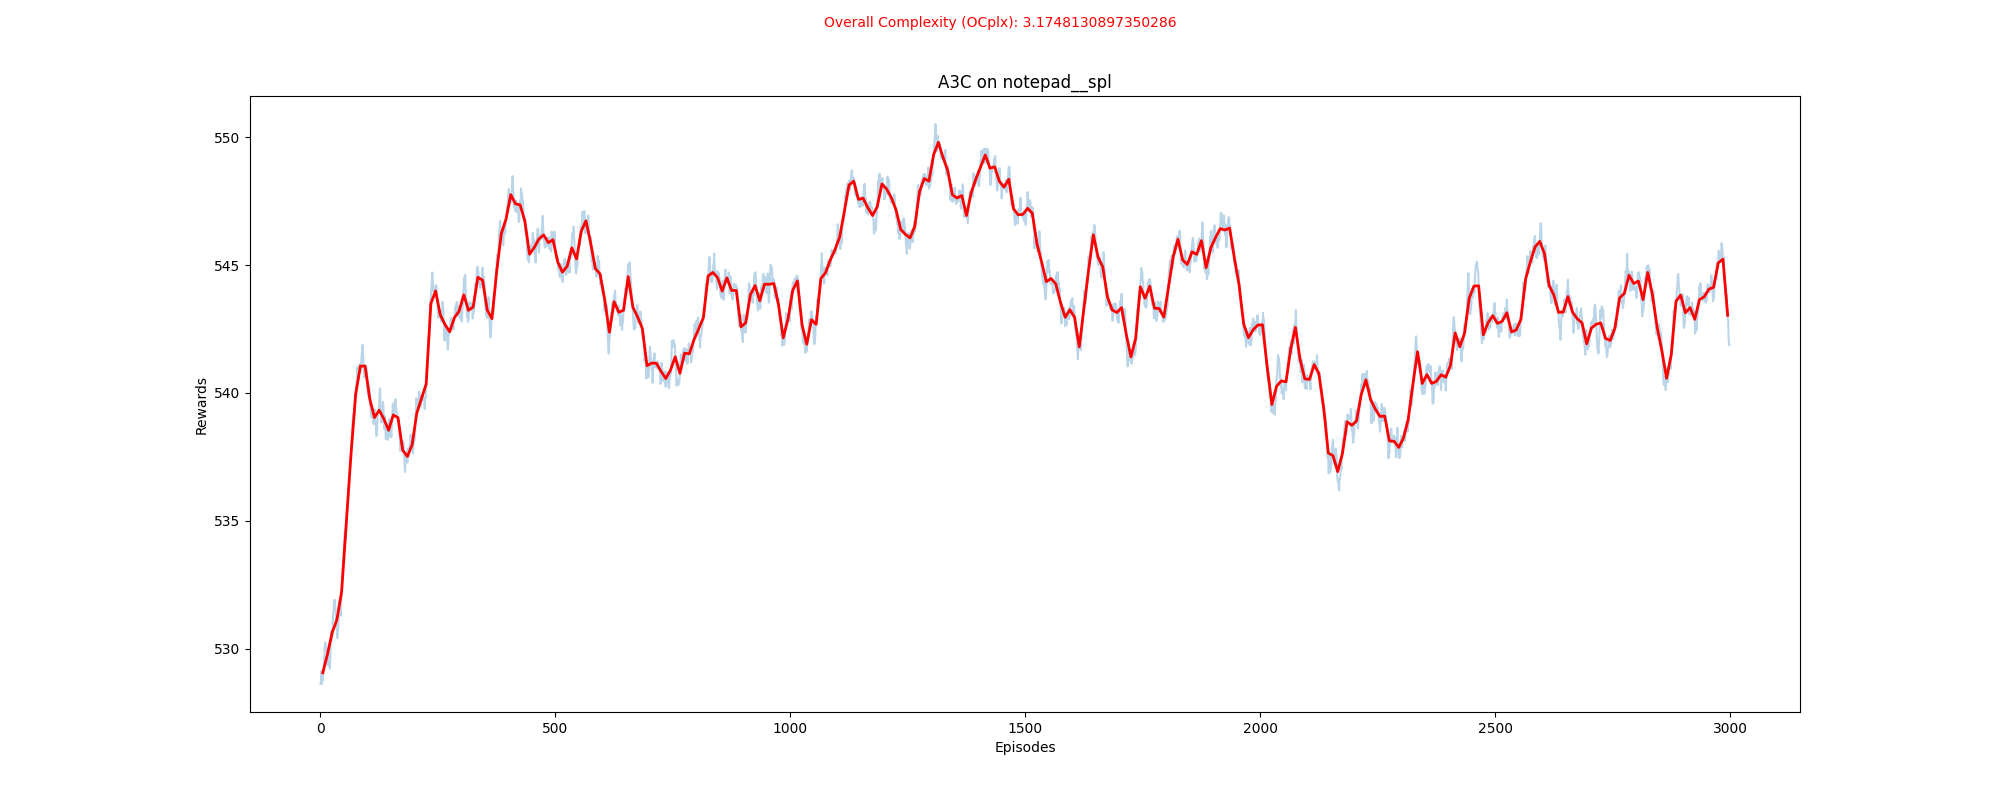 Overall Complexity (OCplx): 3.1748130897350286
A3C on notepad__spl
550
545
540
535
530
Rewards
0 500 1000 1500 2000 2500 3000
Episodes